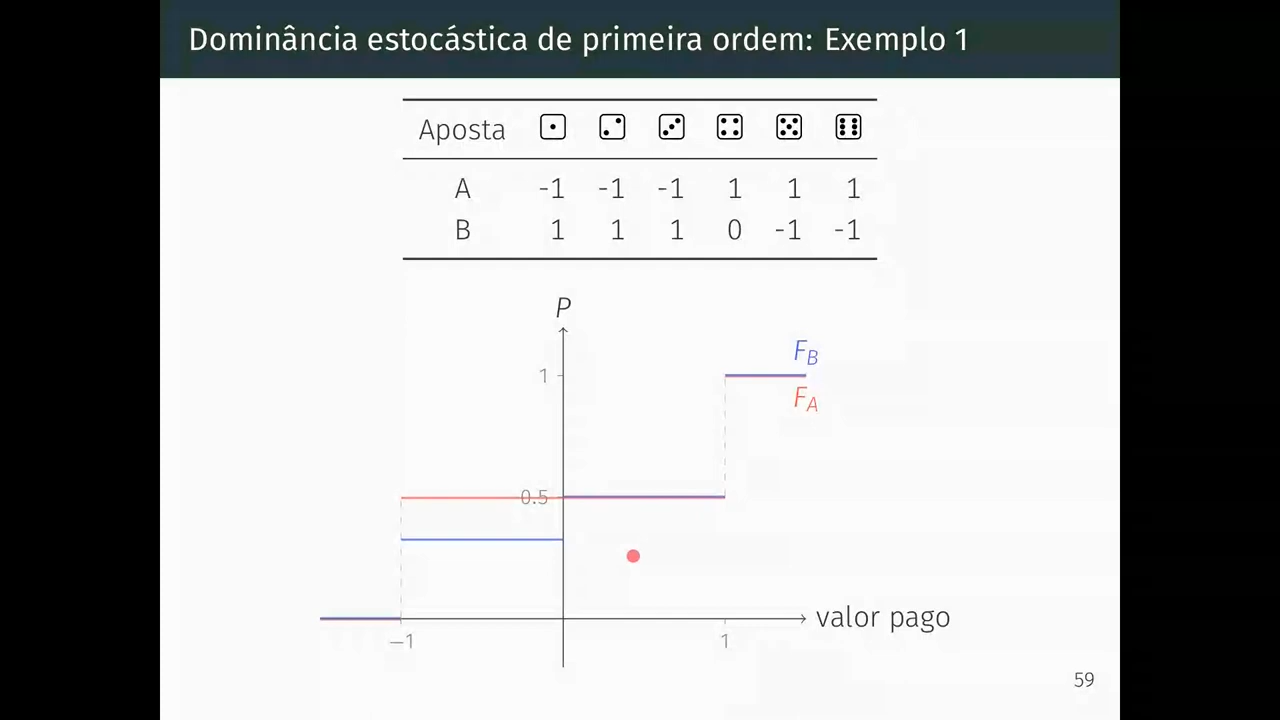 Dominância estocástica de primeira ordem: Exemplo 1
Aposta ⚀ ⚁ ⚂ ⚃ ⚄ ⚅
A -1 -1 -1 1 1 1
B 1 1 1 0 -1 -1
P
F_B
1
F_A
0.5
valor pago
−1 1
59